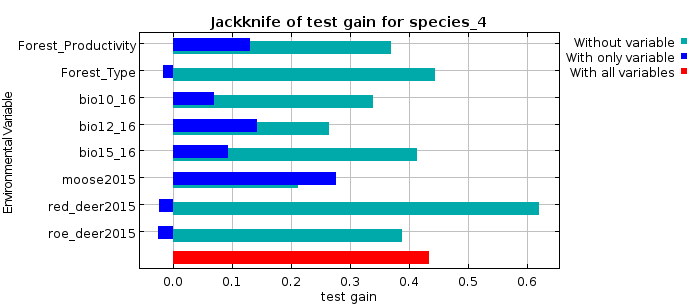 Jackknife of test gain for species_4
Environmental Variable
Forest_Productivity
Forest_Type
bio10_16
bio12_16
bio15_16
moose2015
red_deer2015
roe_deer2015
0.0 0.1 0.2 0.3 0.4 0.5 0.6
test gain
Without variable
With only variable
With all variables